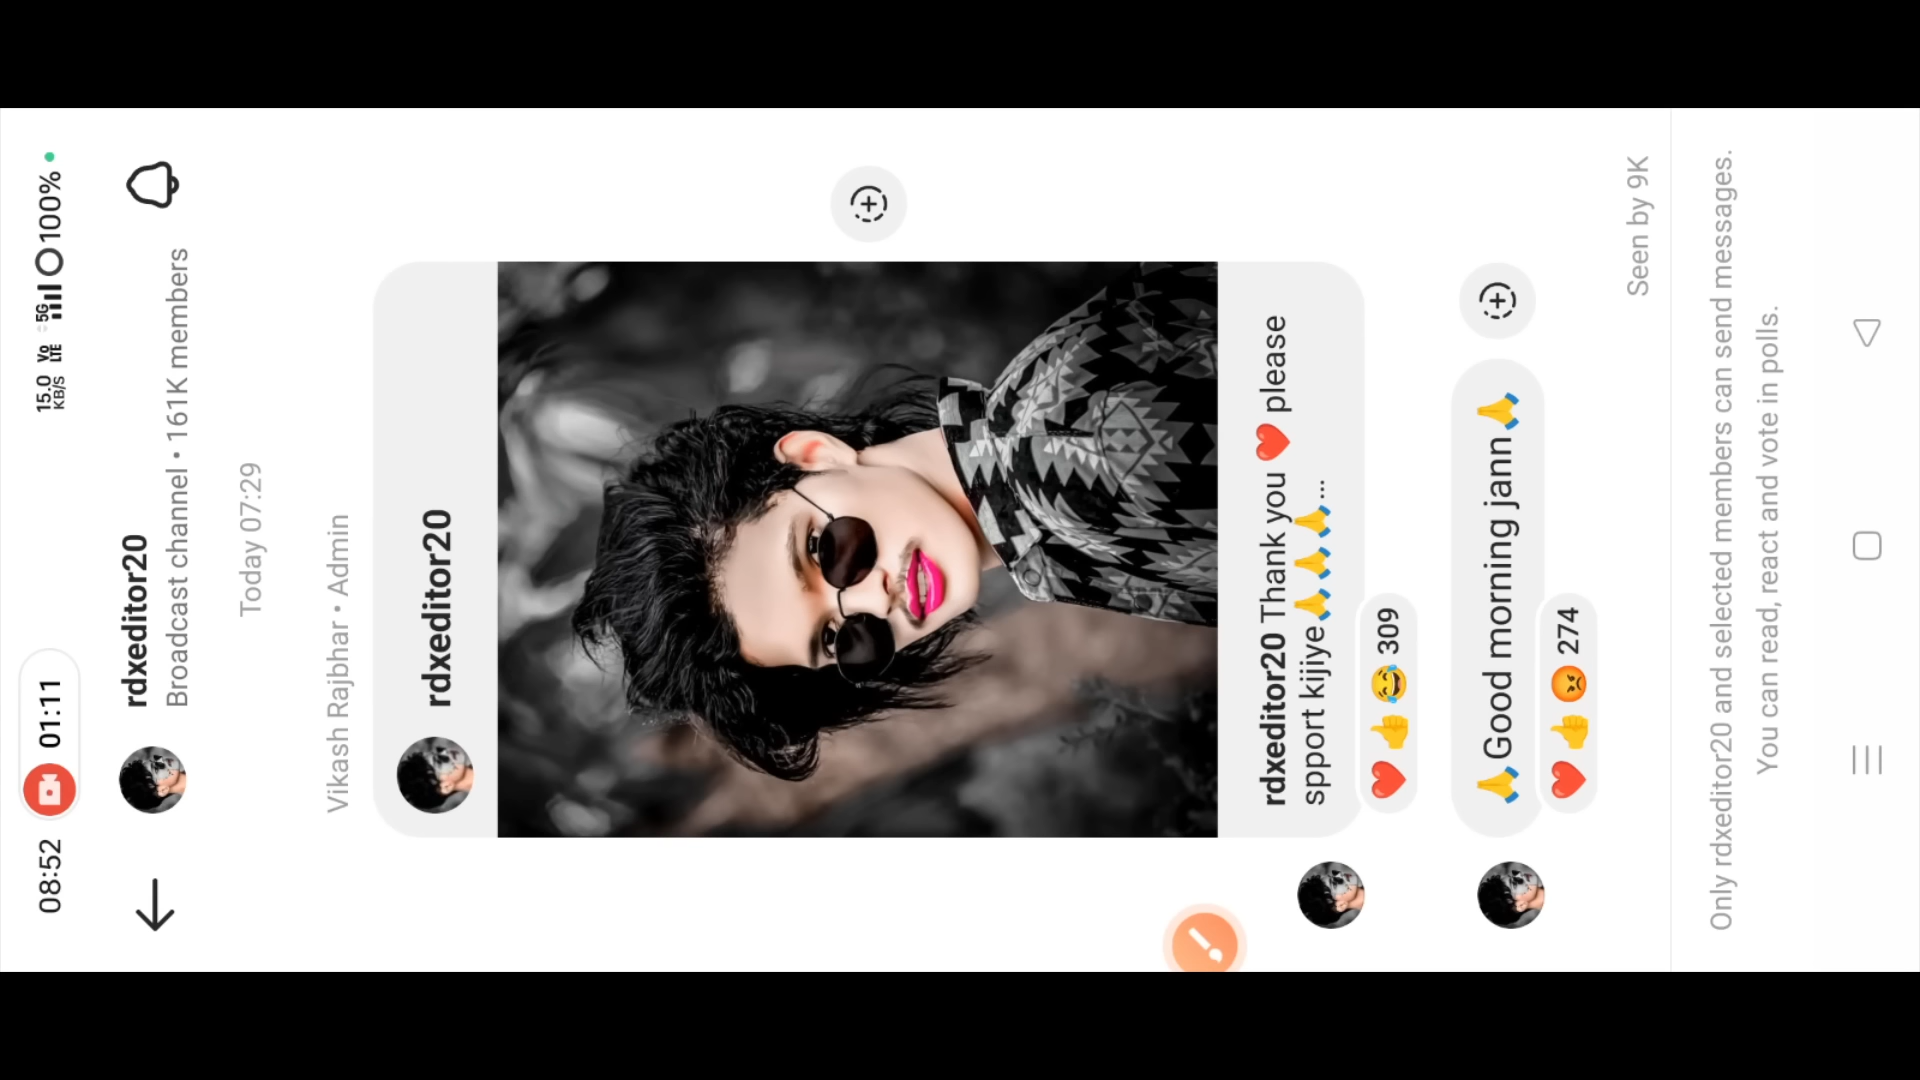 08:52 01:11 15.0 KB/S Vo LTE 5G 100%
rdxeditor20
Broadcast channel • 161K members
Today 07:29
Vikash Rajbhar • Admin
rdxeditor20
rdxeditor20 Thank you ❤️ please
spport kijiye🙏🙏🙏...
❤️👍😂 309
🙏 Good morning jann 🙏
❤️👍😡 274
Seen by 9K
Only rdxeditor20 and selected members can send messages.
You can read, react and vote in polls.